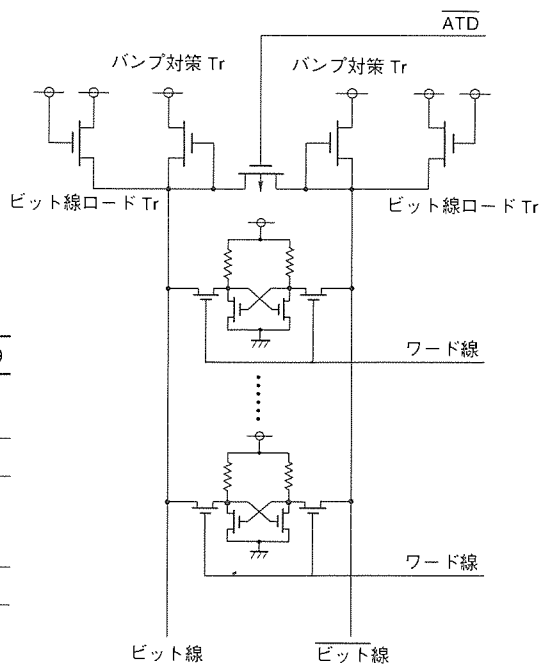 A̅T̅D̅
バンプ対策 Tr
バンプ対策 Tr
ビット線ロード Tr
ビット線ロード Tr
ワード線
ワード線
ビット線
ビ̅ッ̅ト̅線̅